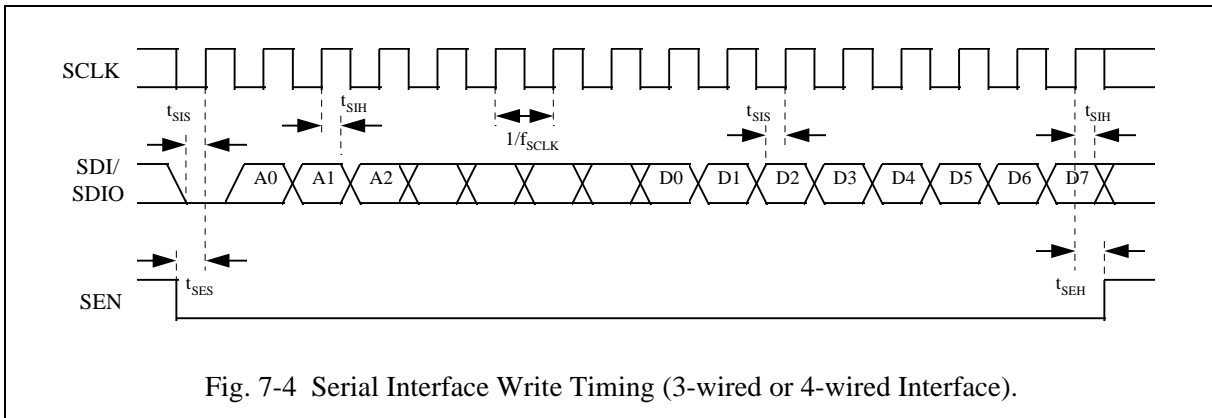 SCLK
tSIS
tSIH
1/fSCLK
tSIS
tSIH
SDI/
SDIO
A0
A1
A2
D0
D1
D2
D3
D4
D5
D6
D7
tSES
tSEH
SEN
Fig. 7-4 Serial Interface Write Timing (3-wired or 4-wired Interface).